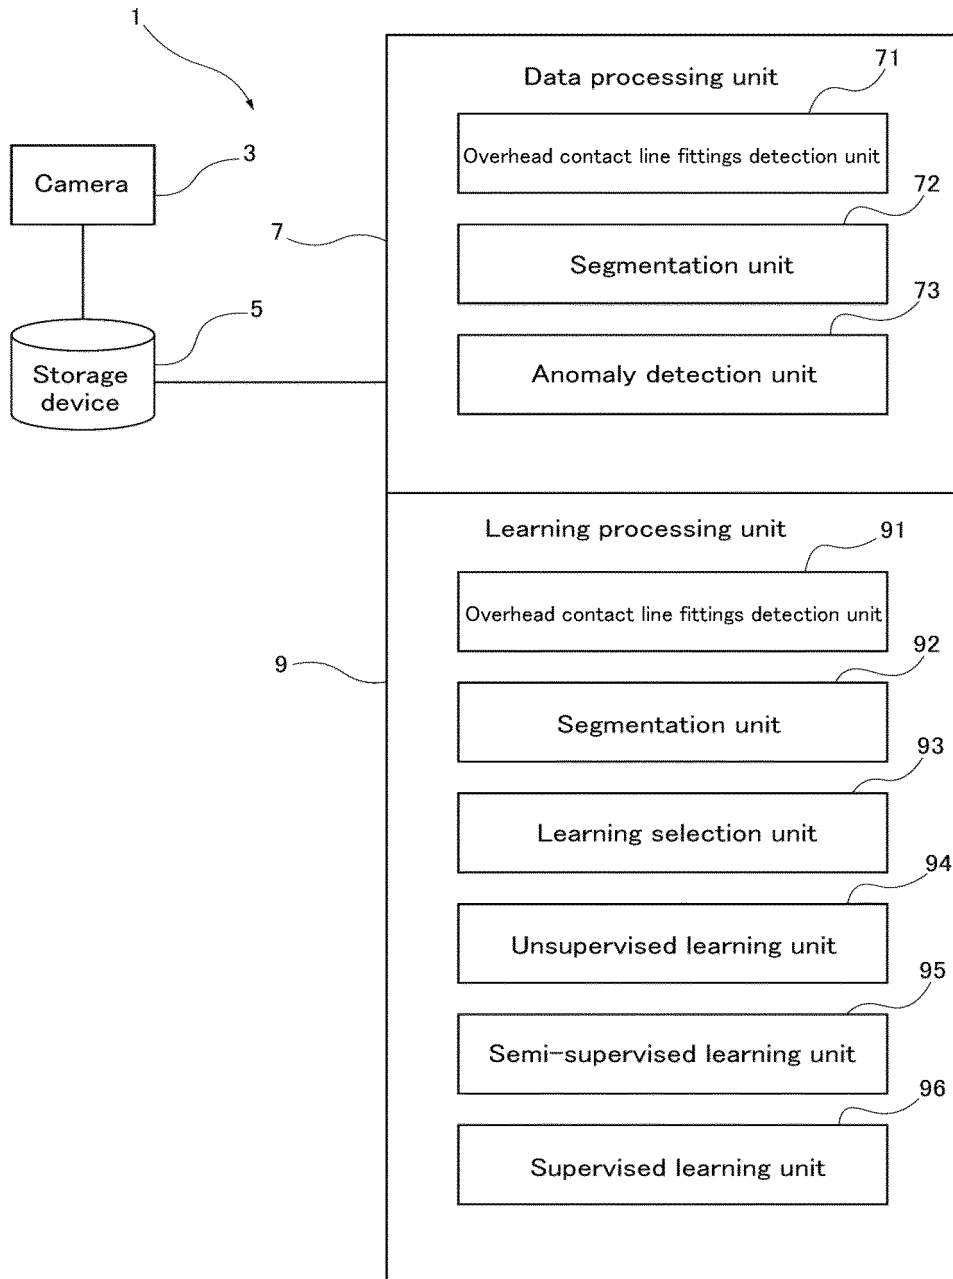 1
Data processing unit
71
Overhead contact line fittings detection unit
3
Camera
72
7
Segmentation unit
73
5
Storage
device
Anomaly detection unit
Learning processing unit
91
Overhead contact line fittings detection unit
9
92
Segmentation unit
93
Learning selection unit
94
Unsupervised learning unit
95
Semi-supervised learning unit
96
Supervised learning unit